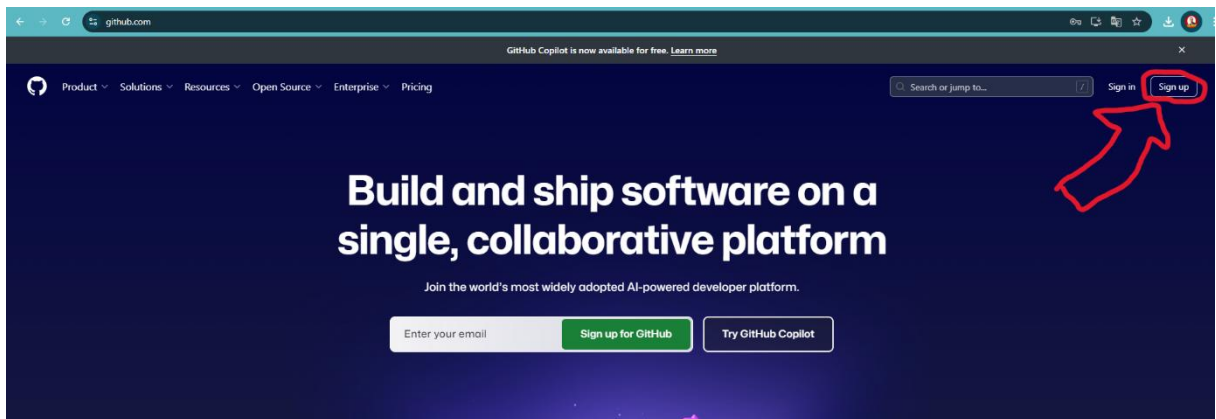 github.com
GitHub Copilot is now available for free. Learn more
Product Solutions Resources Open Source Enterprise Pricing Search or jump to... / Sign in Sign up
Build and ship software on a
single, collaborative platform
Join the world's most widely adopted AI-powered developer platform.
Enter your email Sign up for GitHub Try GitHub Copilot